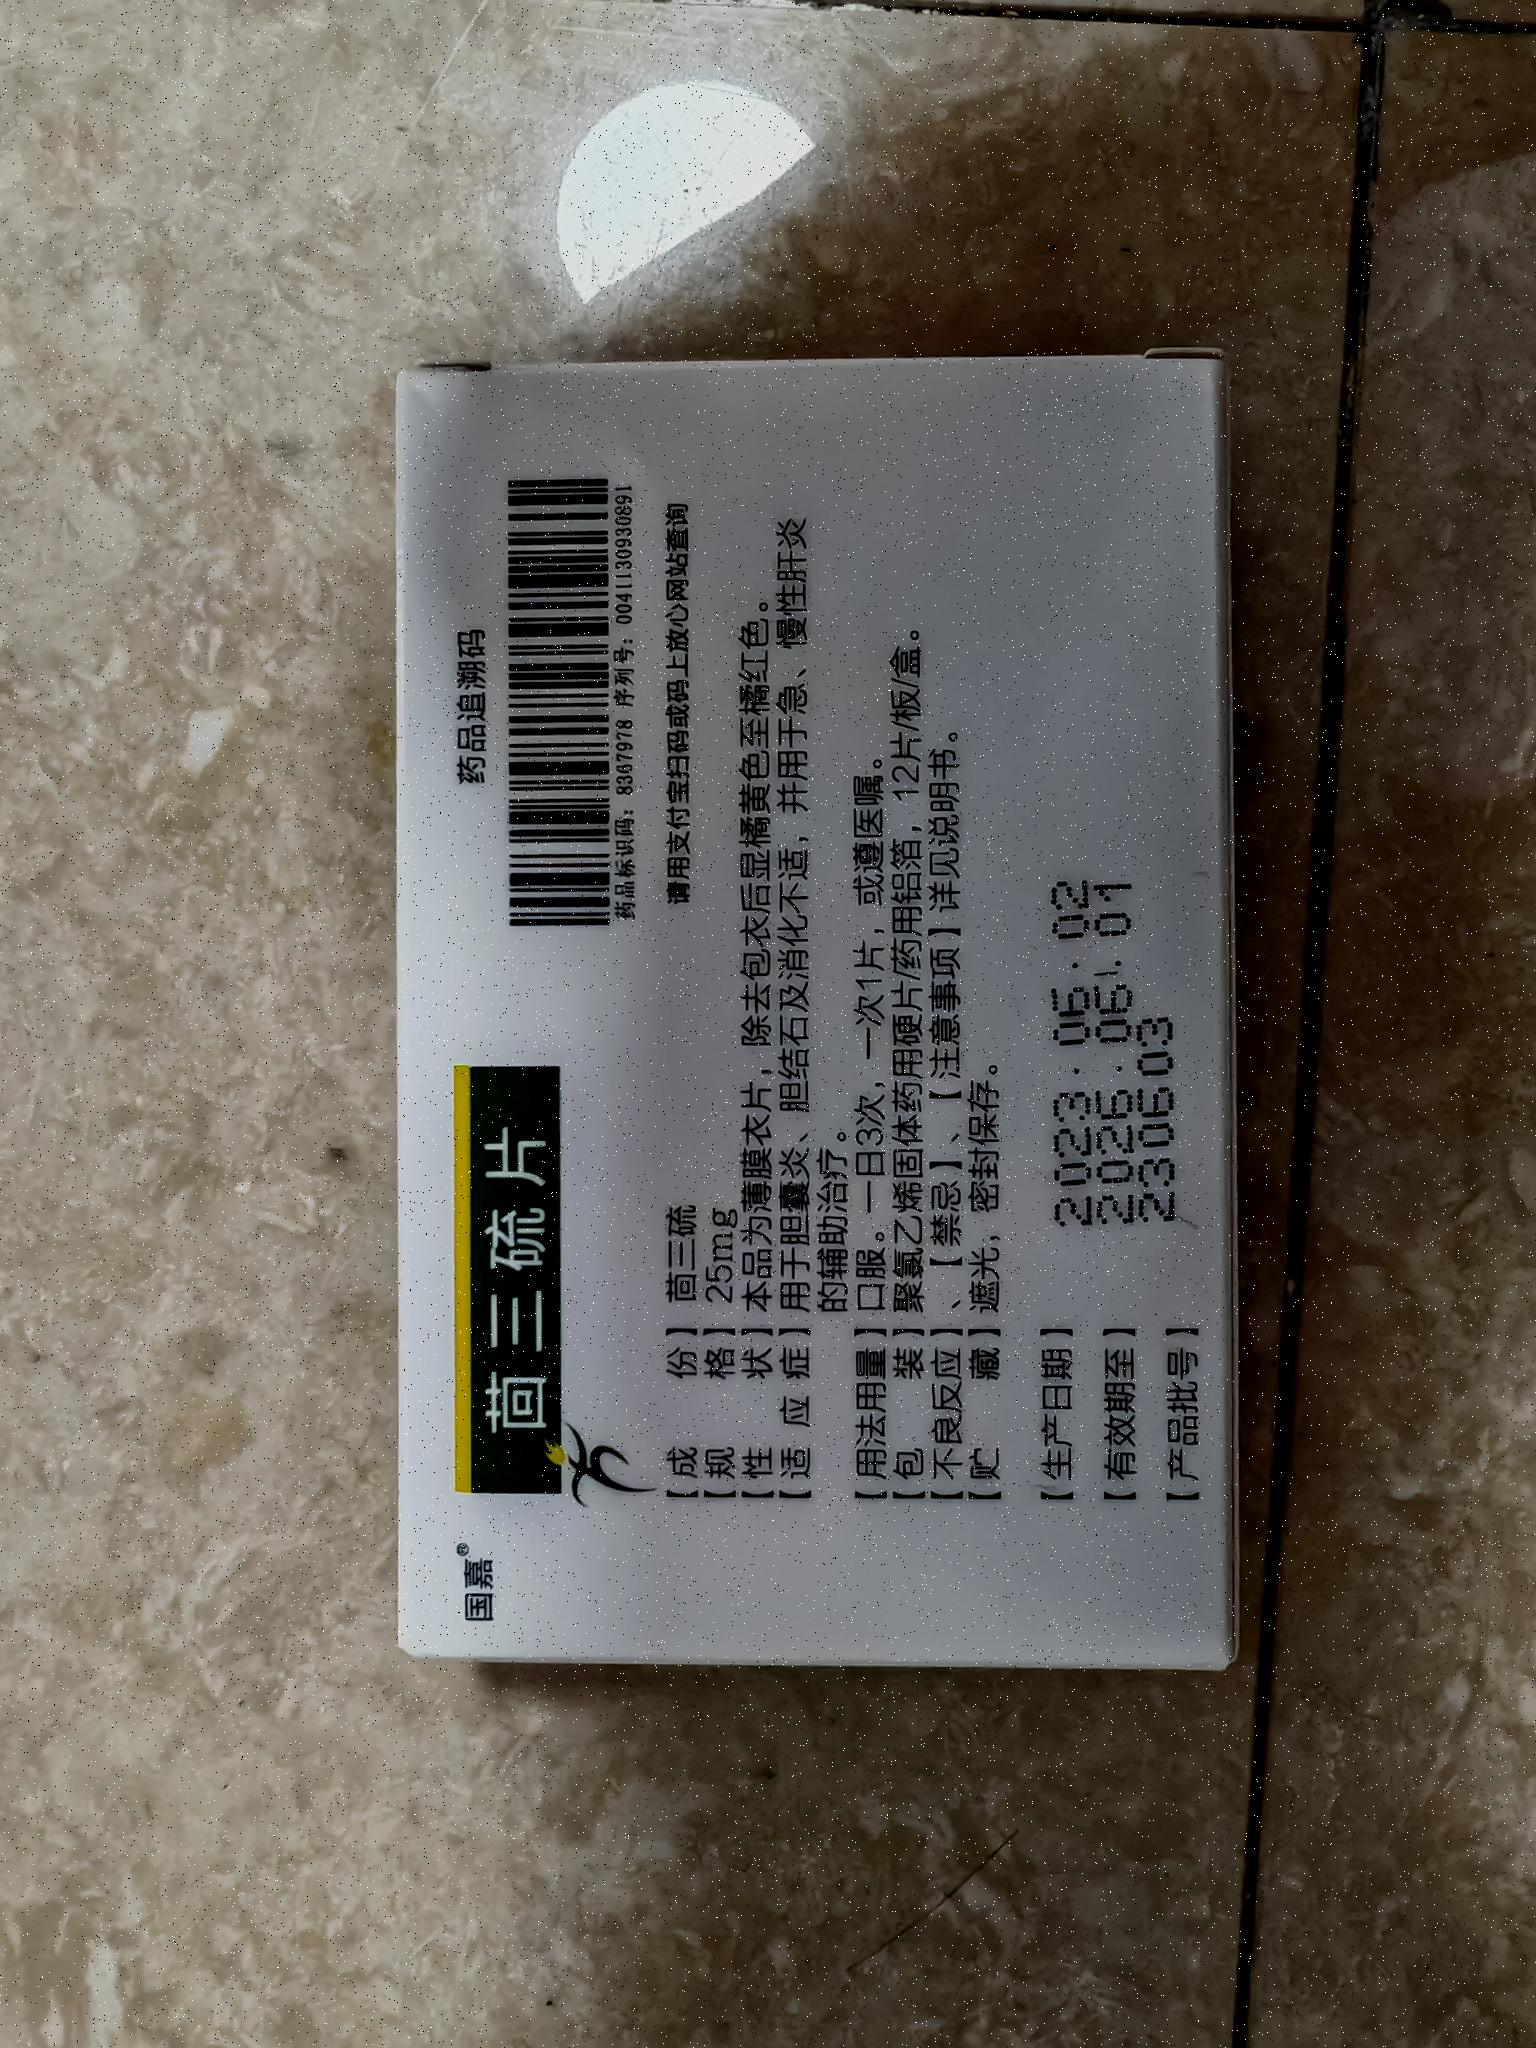 国嘉®
茴三硫片
药品追溯码
药品标识码: 8367978 序列号: 0041130930891
请用支付宝扫码或码上放心网站查询
【成份】茴三硫
【规格】25mg
【性状】本品为薄膜衣片，除去包衣后显橘黄色至橘红色。
【适应症】用于胆囊炎、胆结石及消化不适，并用于急、慢性肝炎
的辅助治疗。
【用法用量】口服。一日3次，一次1片，或遵医嘱。
【包装】聚氯乙烯固体药用硬片/药用铝箔，12片/板/盒。
【不良反应】、【禁忌】、【注意事项】详见说明书。
【贮藏】遮光，密封保存。
【生产日期】2023.06.02
【有效期至】2026.06.01
【产品批号】230603